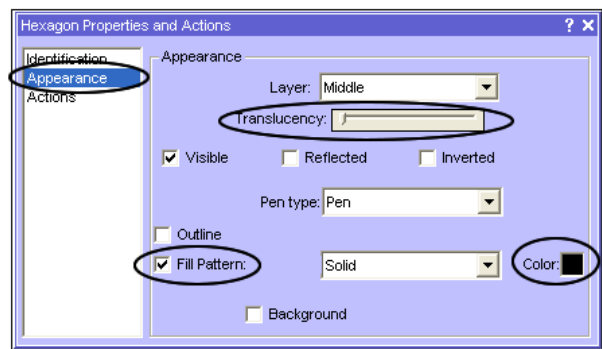 Hexagon Properties and Actions ? ×
Identification
Appearance
Actions
Appearance
Layer: Middle
Translucency:
Visible Reflected Inverted
Pen type: Pen
Outline
Fill Pattern: Solid Color:
Background